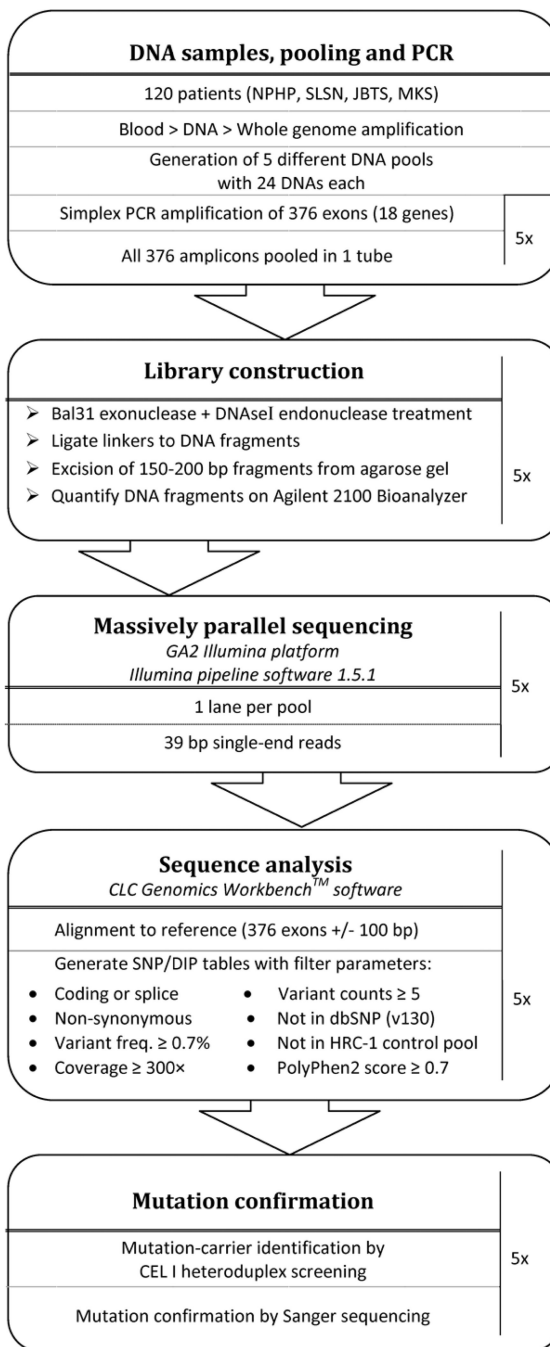 DNA samples, pooling and PCR
120 patients (NPHP, SLSN, JBTS, MKS)
Blood > DNA > Whole genome amplification
Generation of 5 different DNA pools
with 24 DNAs each
Simplex PCR amplification of 376 exons (18 genes)
5x
All 376 amplicons pooled in 1 tube
Library construction
➢ Bal31 exonuclease + DNAseI endonuclease treatment
➢ Ligate linkers to DNA fragments
➢ Excision of 150-200 bp fragments from agarose gel
➢ Quantify DNA fragments on Agilent 2100 Bioanalyzer
5x
Massively parallel sequencing
GA2 Illumina platform
Illumina pipeline software 1.5.1
5x
1 lane per pool
39 bp single-end reads
Sequence analysis
CLC Genomics Workbench™ software
Alignment to reference (376 exons +/- 100 bp)
Generate SNP/DIP tables with filter parameters:
• Coding or splice
• Non-synonymous
• Variant freq. ≥ 0.7%
• Coverage ≥ 300×
• Variant counts ≥ 5
• Not in dbSNP (v130)
• Not in HRC-1 control pool
• PolyPhen2 score ≥ 0.7
5x
Mutation confirmation
Mutation-carrier identification by
CEL I heteroduplex screening
5x
Mutation confirmation by Sanger sequencing